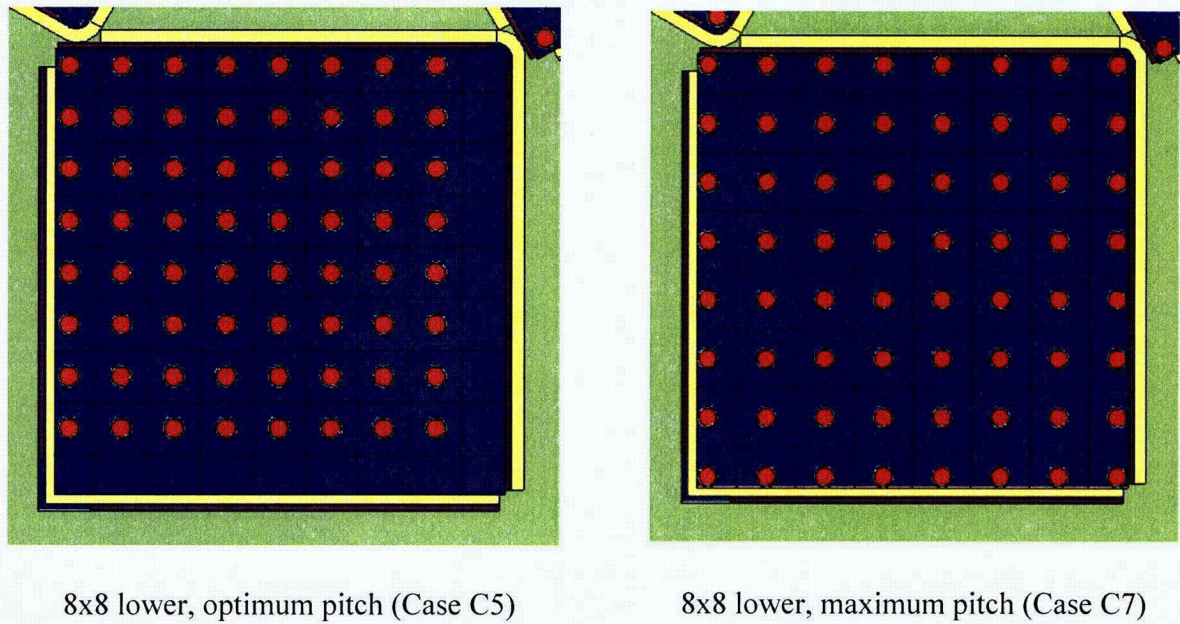 8x8 lower, optimum pitch (Case C5)
8x8 lower, maximum pitch (Case C7)